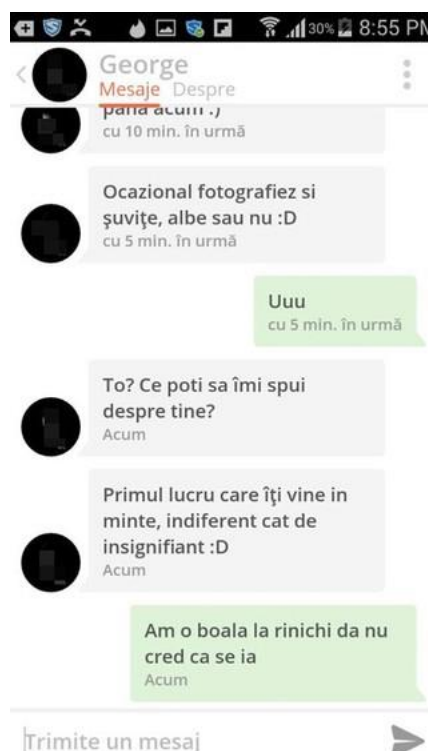 30% 8:55 PM
George
Mesaje Despre
pana acum :)
cu 10 min. în urmă
Ocazional fotografiez si
şuviţe, albe sau nu :D
cu 5 min. în urmă
Uuu
cu 5 min. în urmă
To? Ce poti sa îmi spui
despre tine?
Acum
Primul lucru care îţi vine in
minte, indiferent cat de
insignifiant :D
Acum
Am o boala la rinichi da nu
cred ca se ia
Acum
Trimite un mesaj